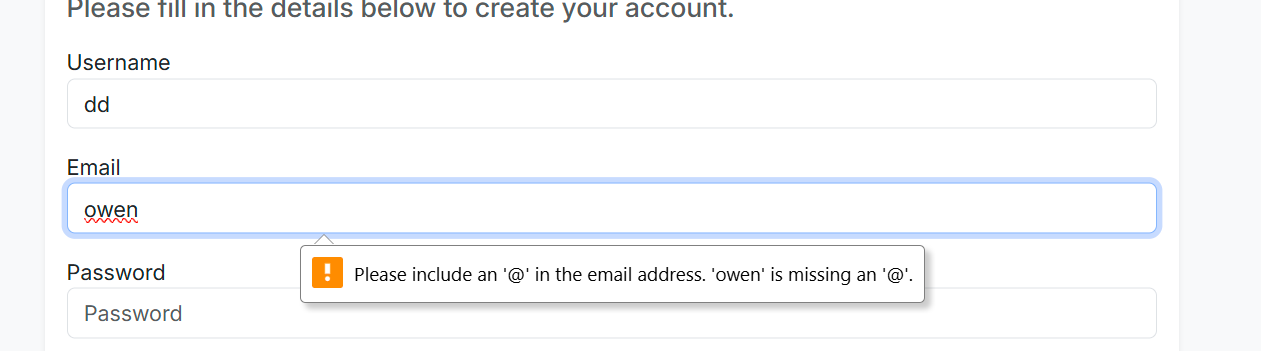 Please fill in the details below to create your account.
Username
dd
Email
owen
Please include an '@' in the email address. 'owen' is missing an '@'.
Password
Password